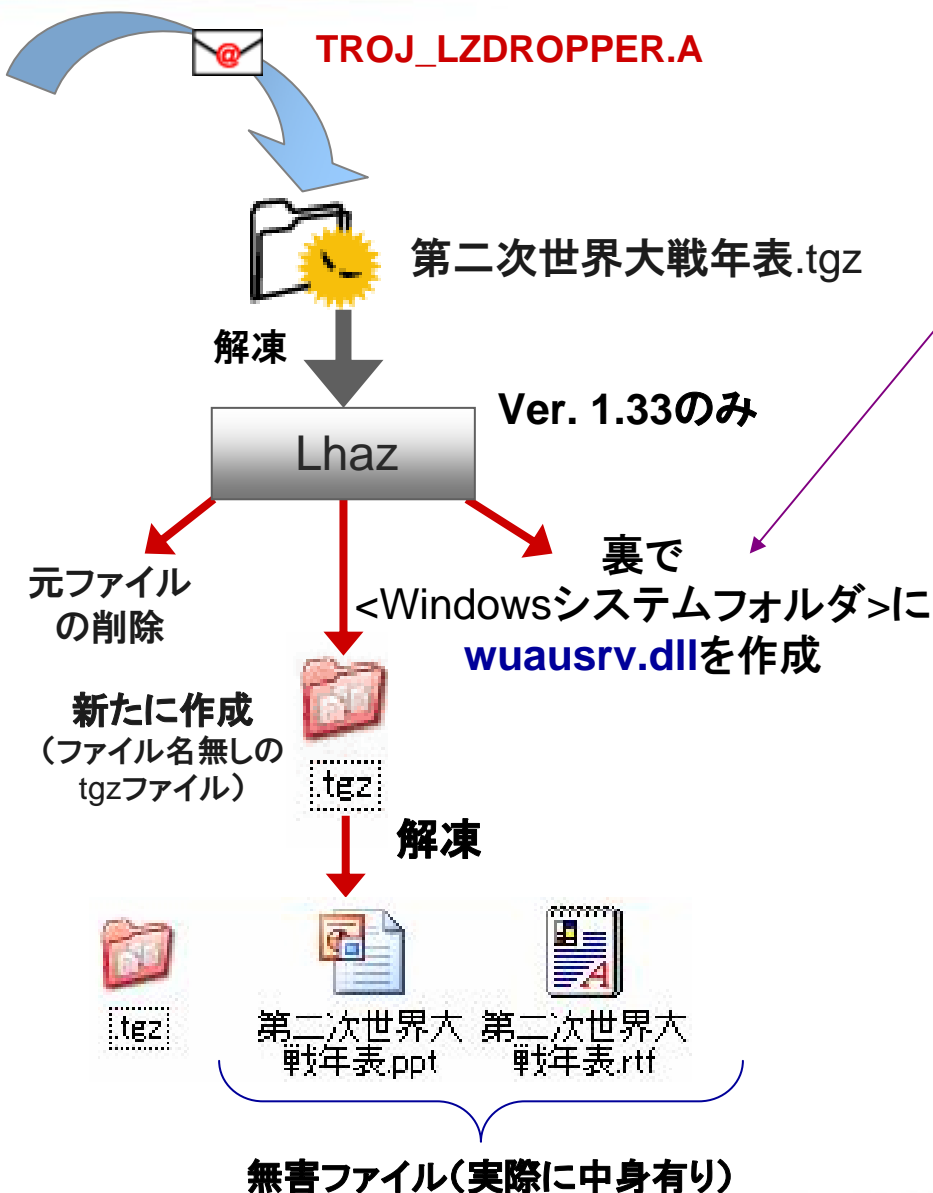 @
TROJ_LZDROPPER.A
第二次世界大戦年表.tgz
解凍
Ver. 1.33のみ
Lhaz
元ファイル
の削除
裏で
<Windowsシステムフォルダ>に
wuausrv.dllを作成
新たに作成
（ファイル名無しの
tgzファイル）
.tgz
解凍
.tgz
第二次世界大
戦年表.ppt
第二次世界大
戦年表.rtf
無害ファイル（実際に中身有り）